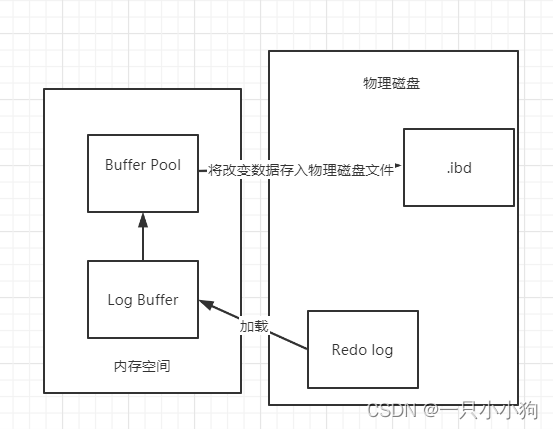 物理磁盘
Buffer Pool
将改变数据存入物理磁盘文件
.ibd
Log Buffer
加载
Redo log
内存空间
CSDN @一只小小狗